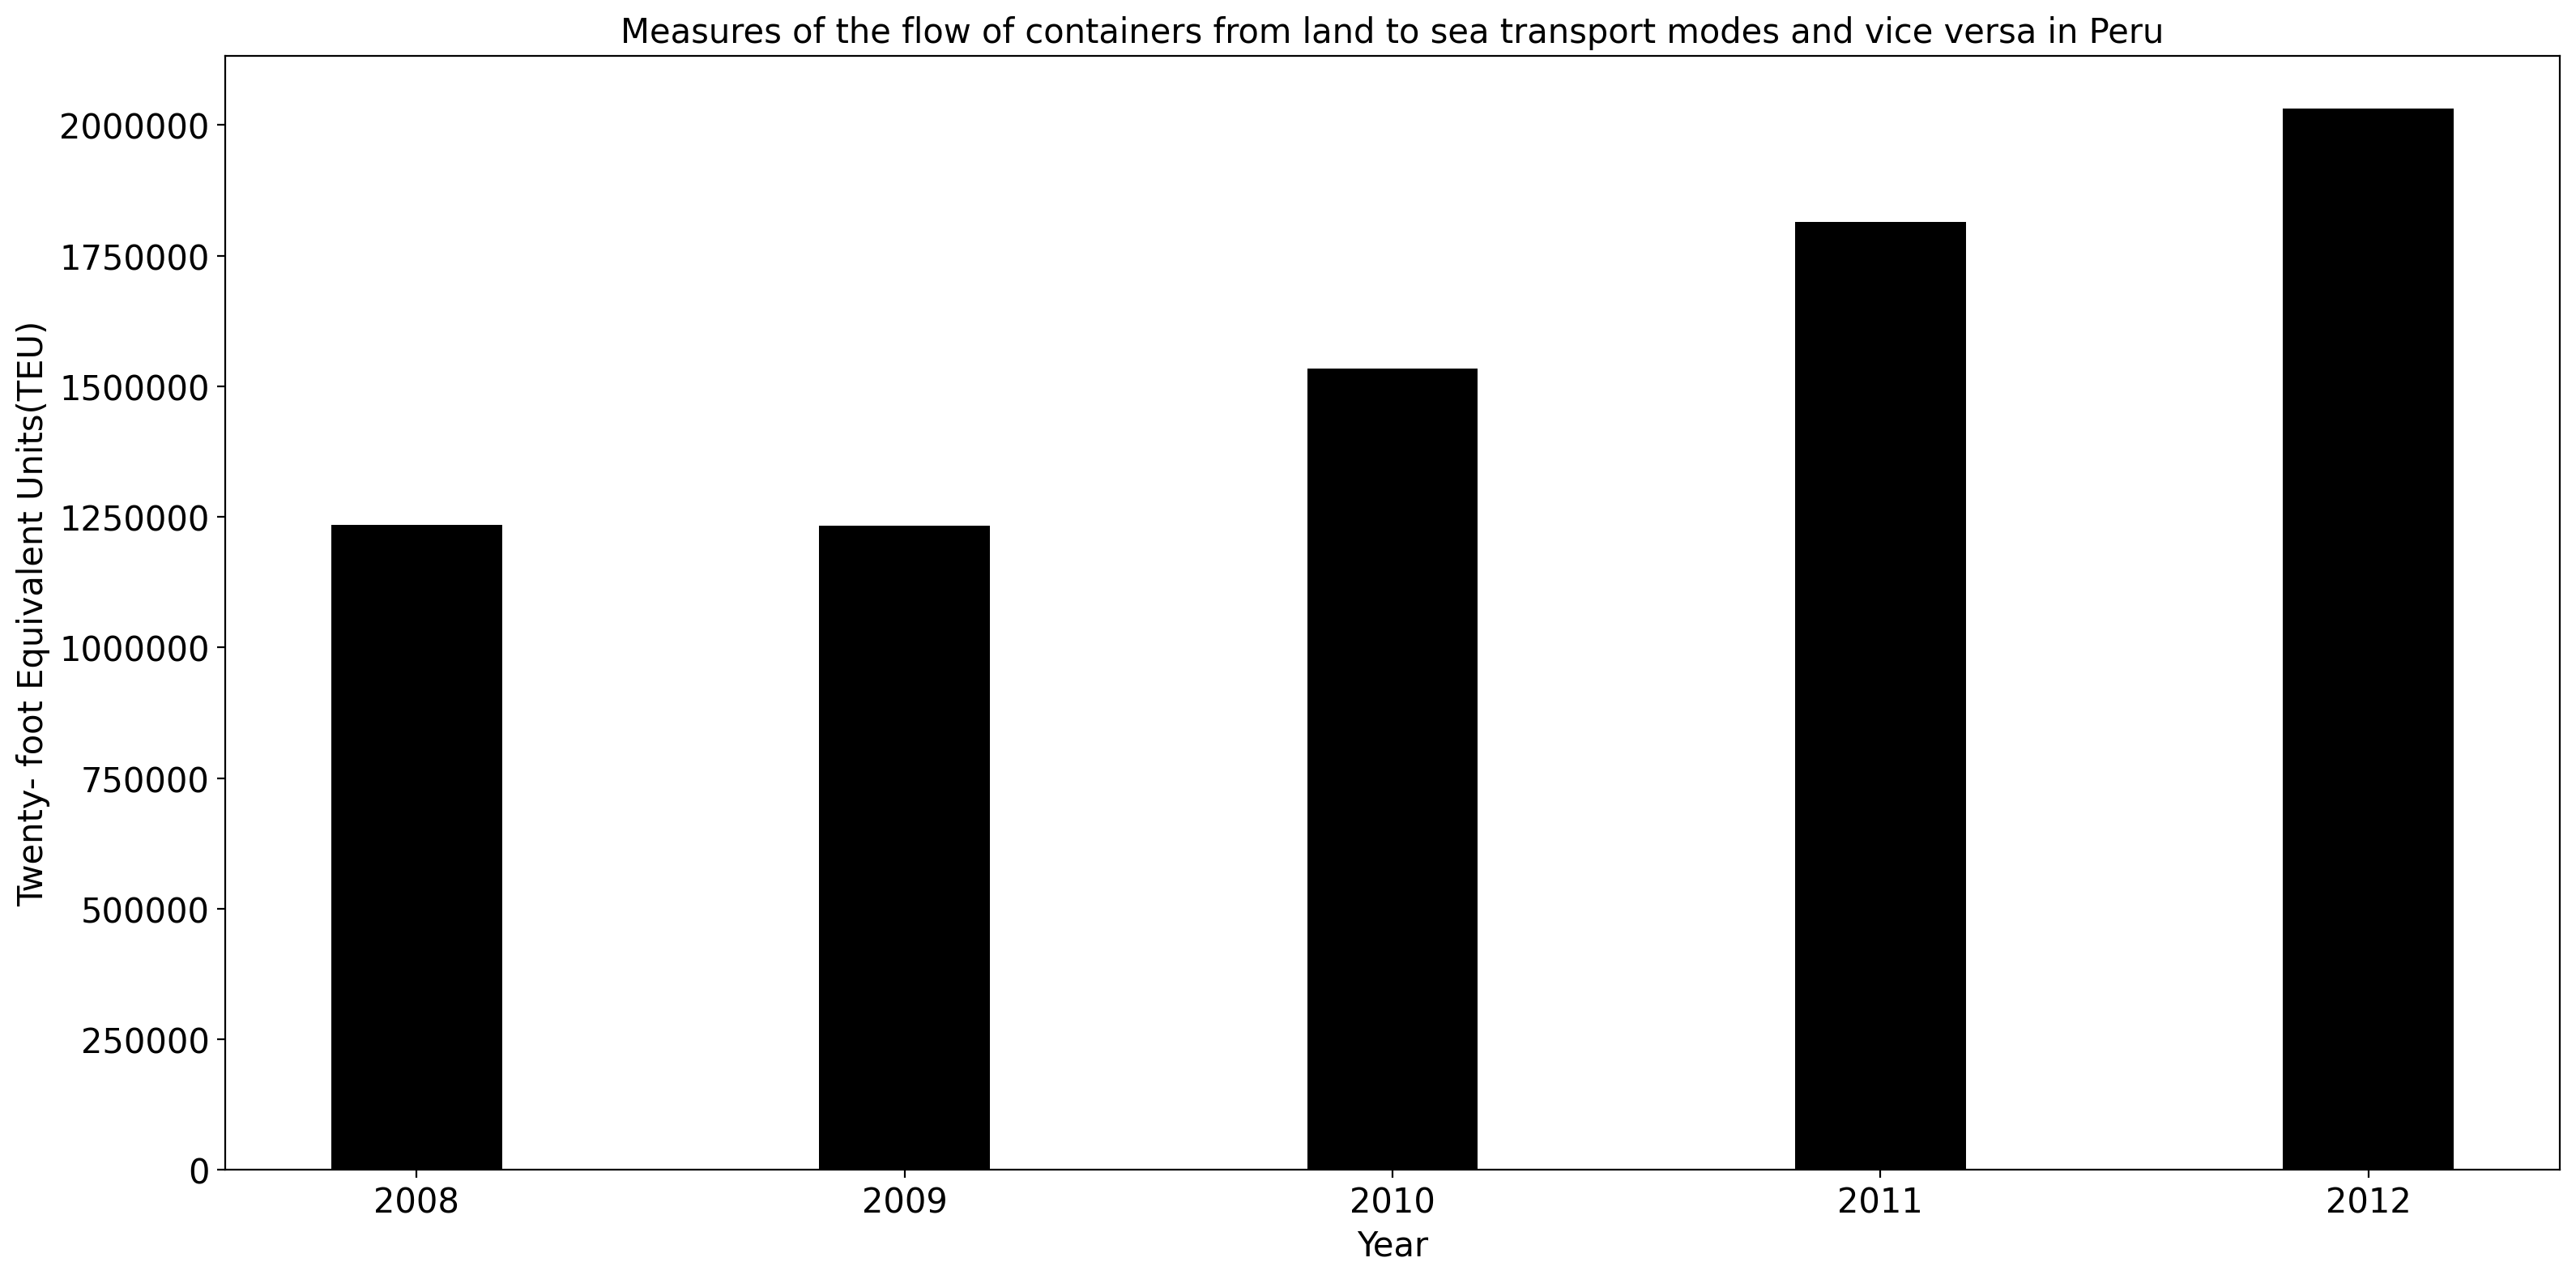 Measures of the flow of containers from land to sea transport modes and vice versa in Peru
Twenty- foot Equivalent Units(TEU)
2000000
1750000
1500000
1250000
1000000
750000
500000
250000
0
2008 2009 2010 2011 2012
Year